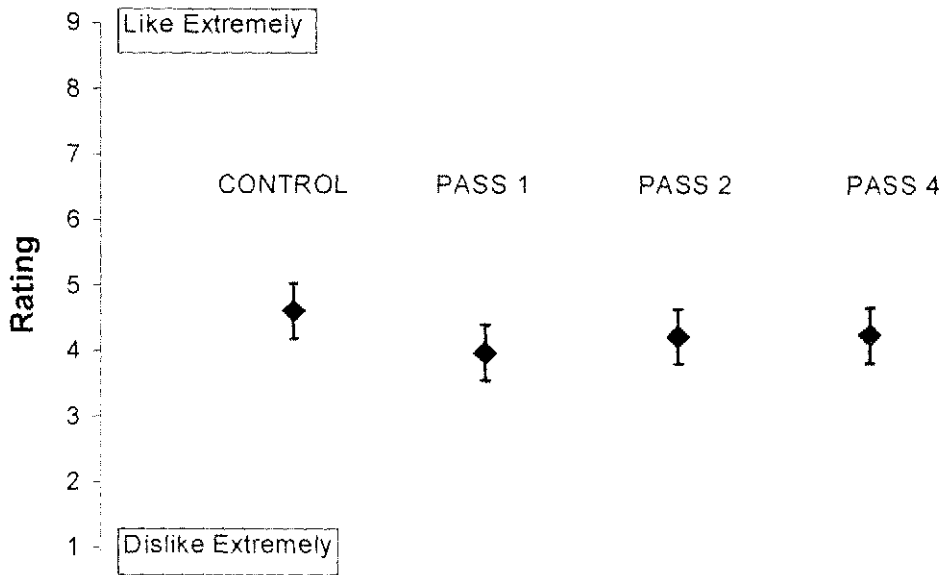 9
Like Extremely
8
7
CONTROL PASS 1 PASS 2 PASS 4
6
5
Rating
4
3
2
1
Dislike Extremely